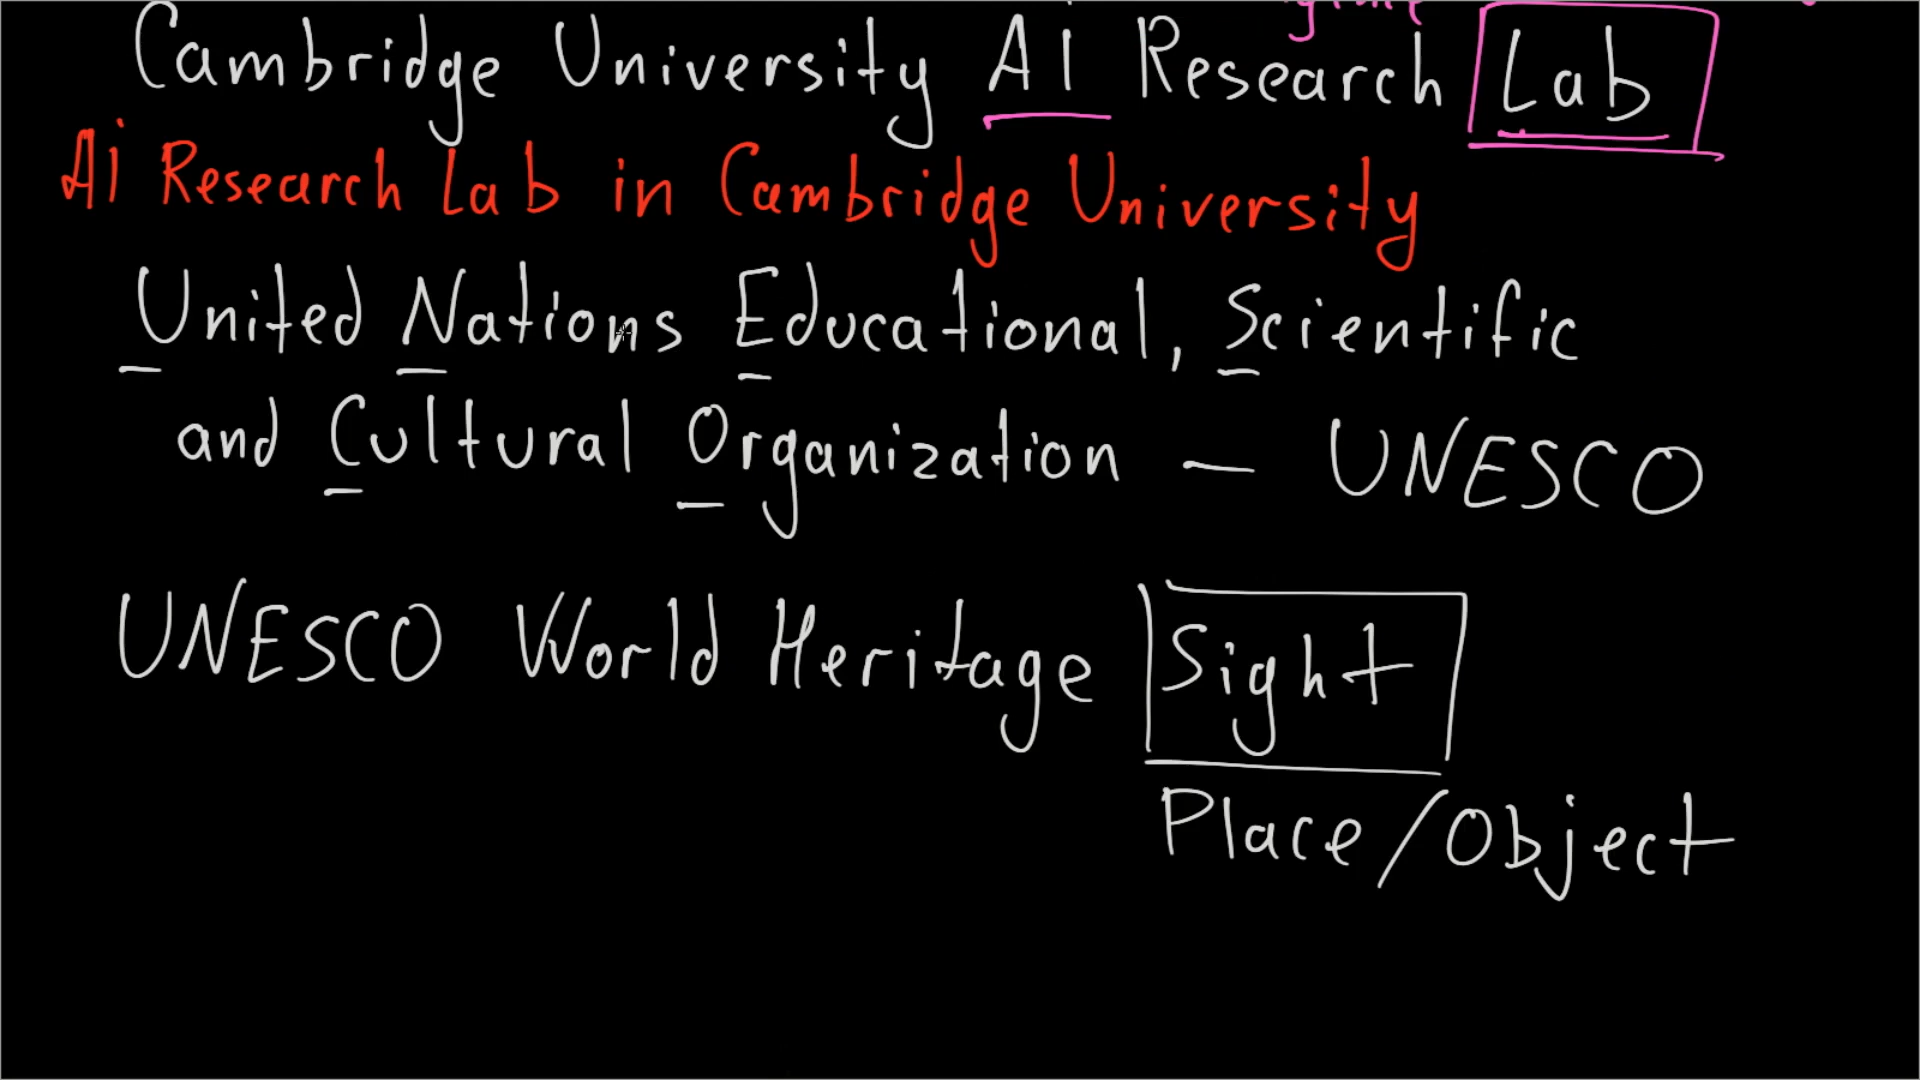 Cambridge University AI Research Lab
Ai Research Lab in Cambridge University
United Nations Educational, Scientific
and Cultural Organization — UNESCO
UNESCO World Heritage Sight
Place/Object